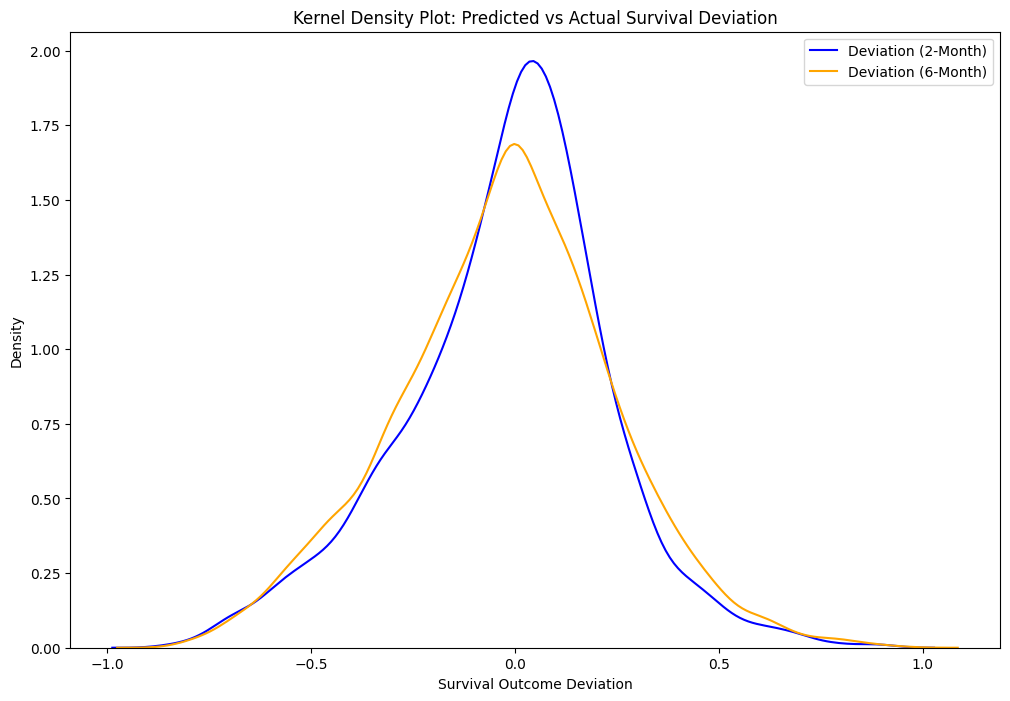 Kernel Density Plot: Predicted vs Actual Survival Deviation
Deviation (2-Month)
Deviation (6-Month)
2.00
1.75
1.50
1.25
1.00
0.75
0.50
0.25
0.00
Density
−1.0
−0.5
0.0
0.5
1.0
Survival Outcome Deviation